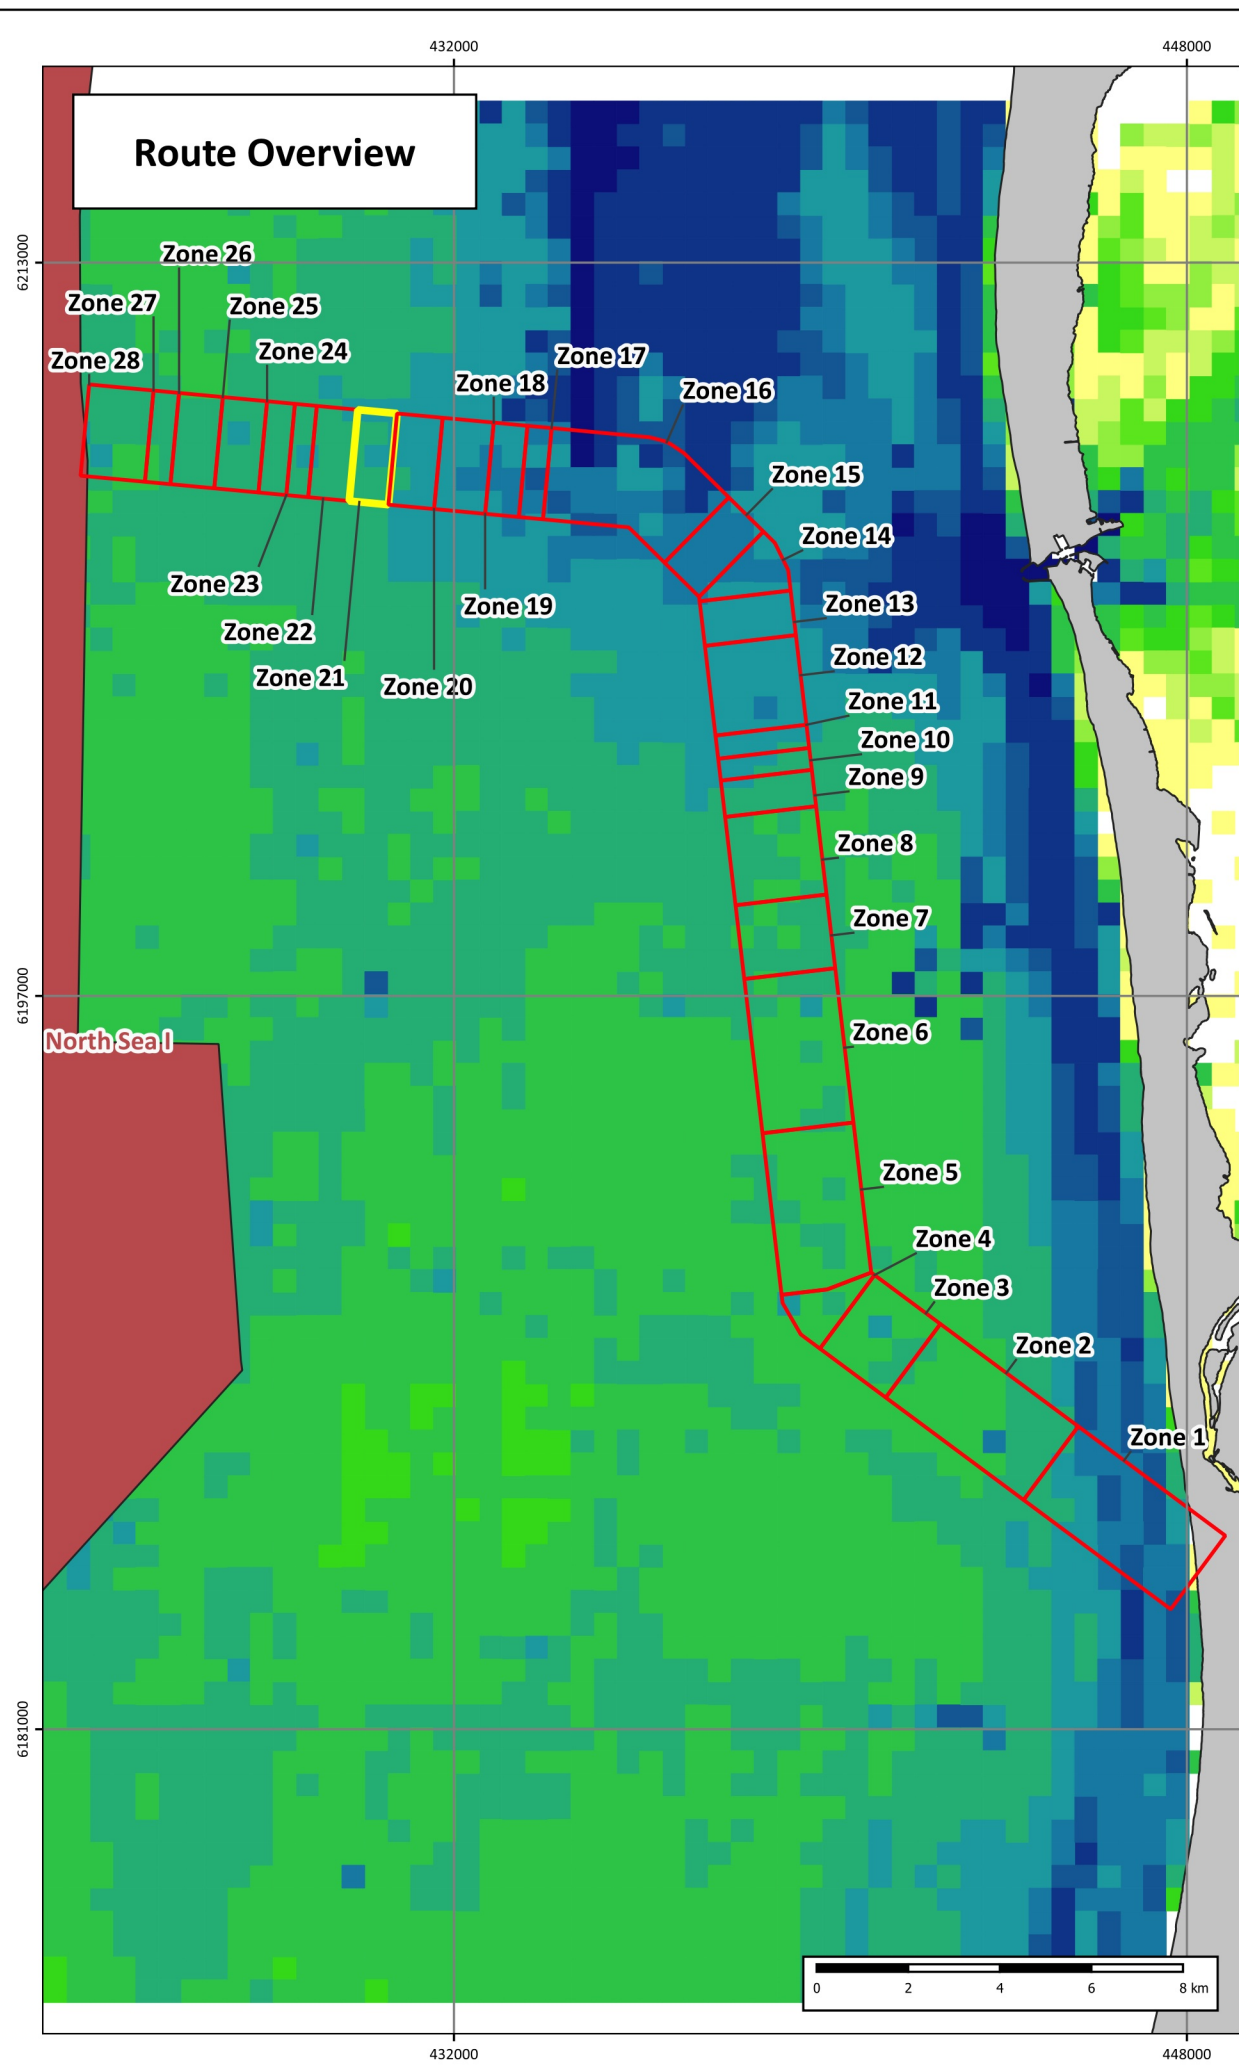 432000
448000
Route Overview
6213000
Zone 26
Zone 27
Zone 25
Zone 24
Zone 28
Zone 17
Zone 18
Zone 16
Zone 15
Zone 14
Zone 23
Zone 19
Zone 13
Zone 22
Zone 12
Zone 21
Zone 20
Zone 11
Zone 10
Zone 9
Zone 8
Zone 7
6197000
North Sea I
Zone 6
Zone 5
Zone 4
Zone 3
Zone 2
Zone 1
6181000
0 2 4 6 8 km
432000
448000